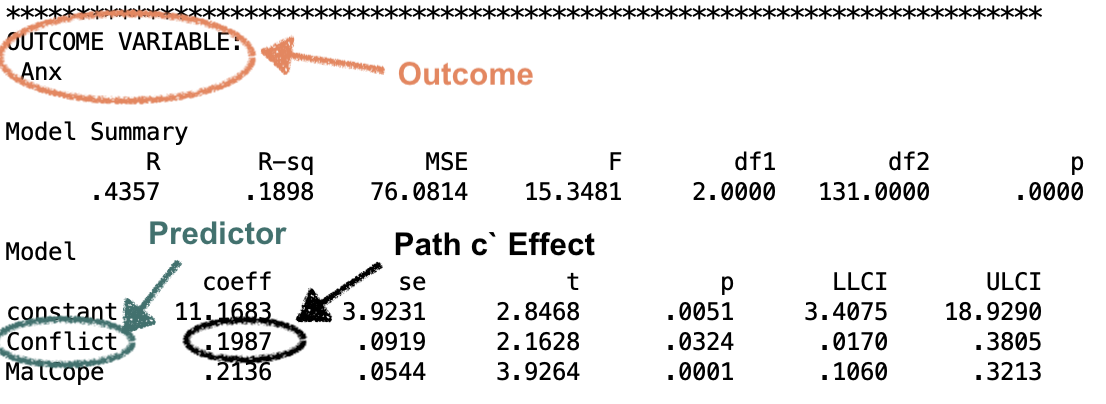 **************************************************************************
OUTCOME VARIABLE:
Anx
Outcome
Model Summary
R R-sq MSE F df1 df2 p
.4357 .1898 76.0814 15.3481 2.0000 131.0000 .0000
Predictor
Path c` Effect
Model
coeff se t p LLCI ULCI
constant 11.1683 3.9231 2.8468 .0051 3.4075 18.9290
Conflict .1987 .0919 2.1628 .0324 .0170 .3805
MalCope .2136 .0544 3.9264 .0001 .1060 .3213